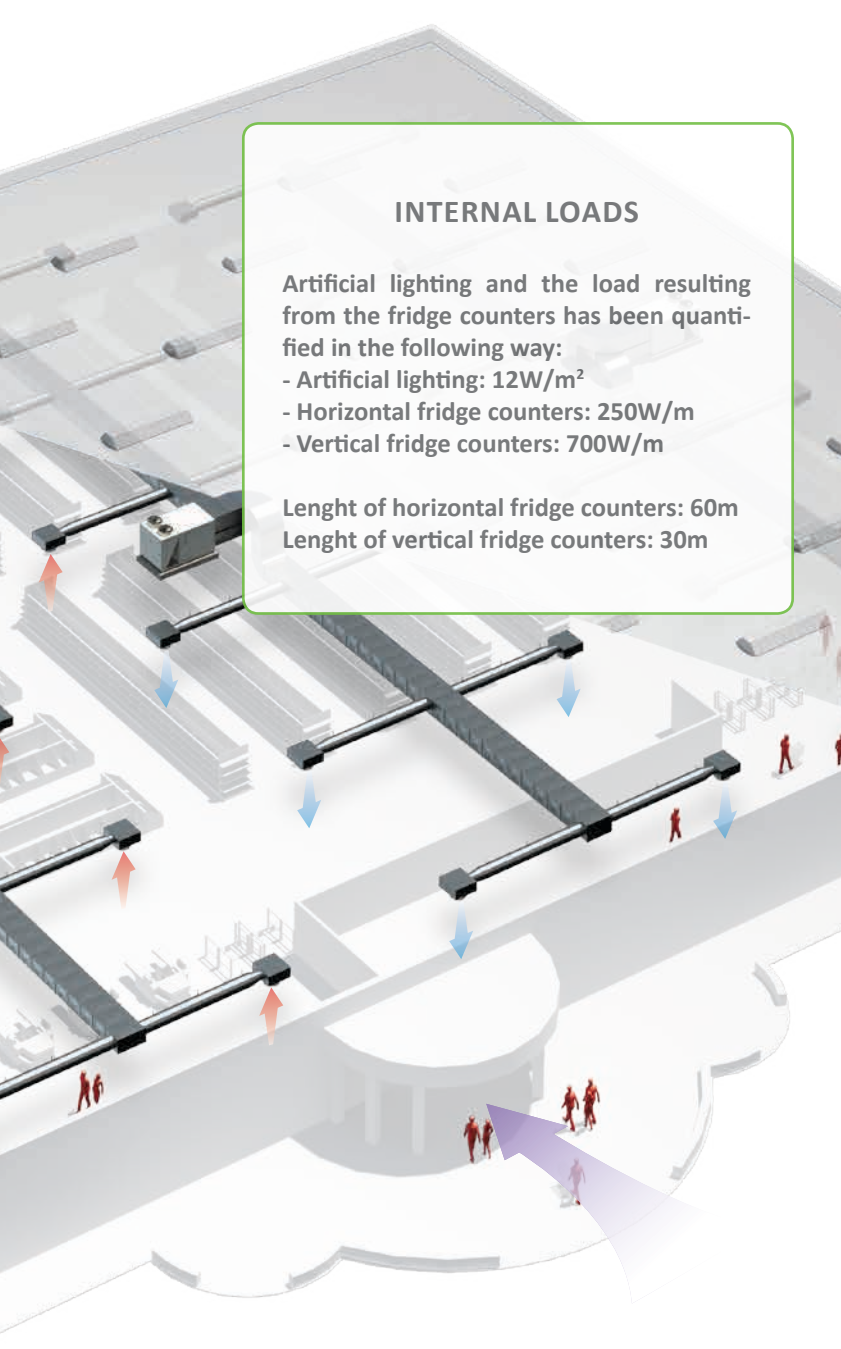 INTERNAL LOADS
Artificial lighting and the load resulting
from the fridge counters has been quanti-
fied in the following way:
- Artificial lighting: 12W/m²
- Horizontal fridge counters: 250W/m
- Vertical fridge counters: 700W/m
Lenght of horizontal fridge counters: 60m
Lenght of vertical fridge counters: 30m